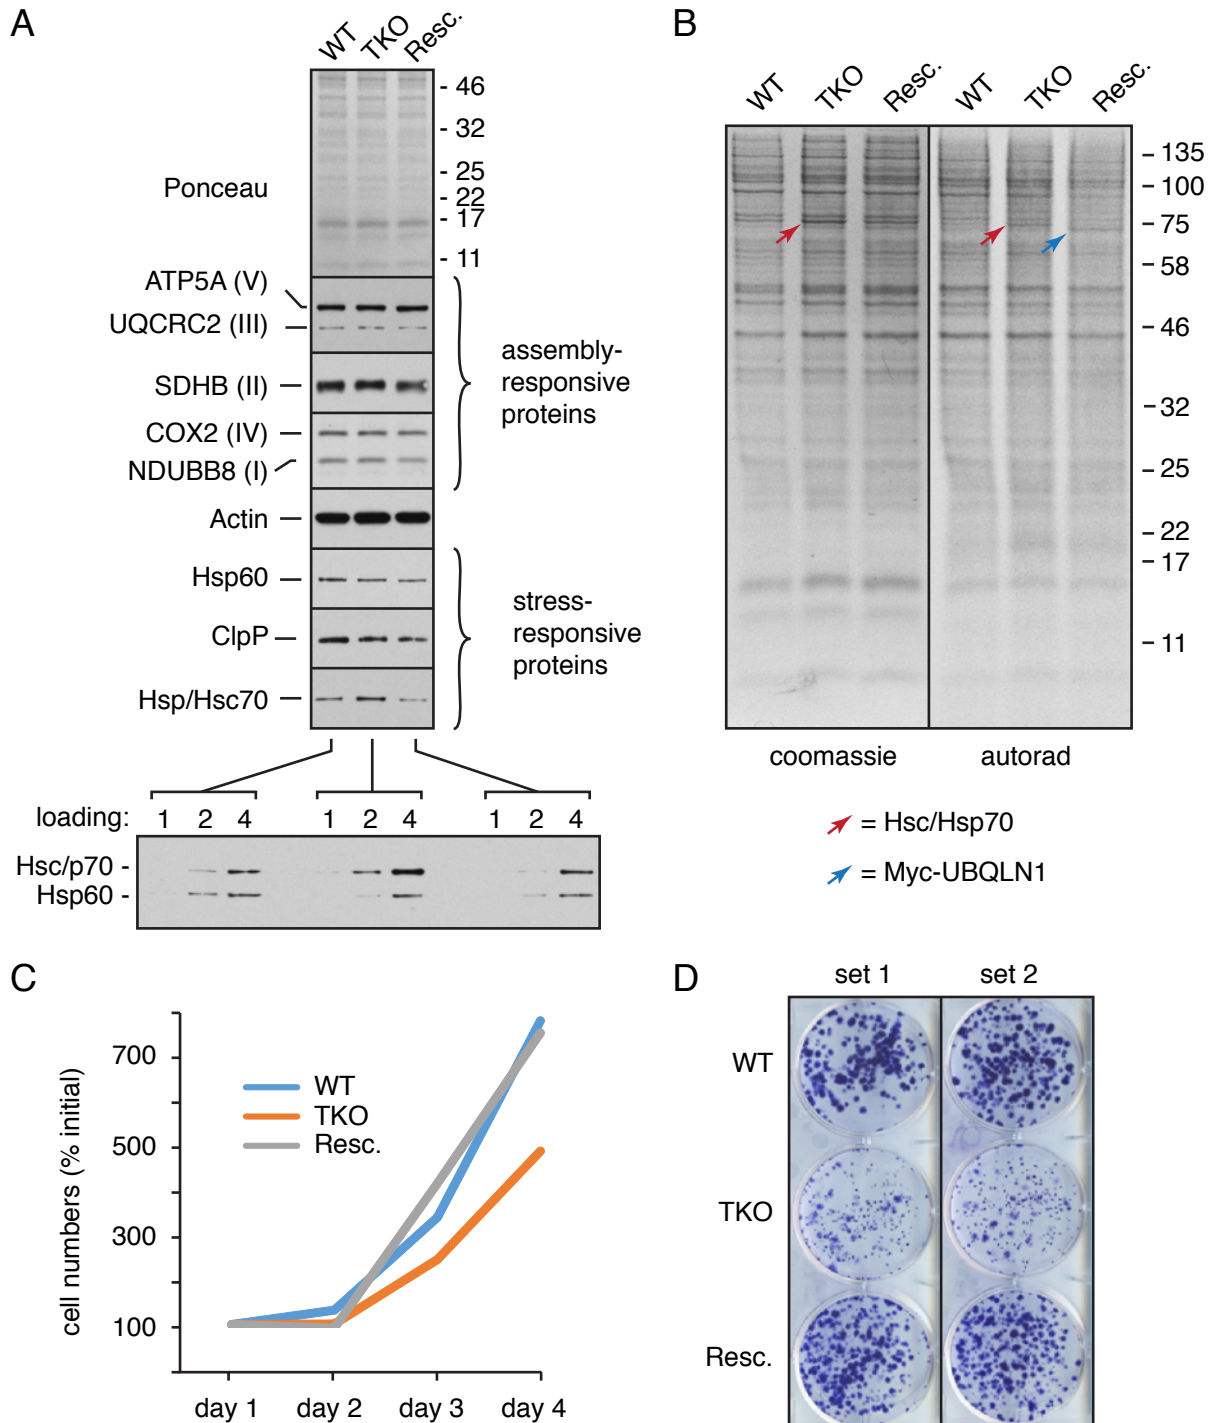 A
WT TKO Resc.
Ponceau
- 46
- 32
- 25
- 22
- 17
- 11
ATP5A (V)
UQCRC2 (III)
SDHB (II)
COX2 (IV)
NDUBB8 (I)
assembly-
responsive
proteins
Actin
Hsp60
ClpP
Hsp/Hsc70
stress-
responsive
proteins
loading: 1 2 4 1 2 4 1 2 4
Hsc/p70 -
Hsp60 -
B
WT TKO Resc. WT TKO Resc.
- 135
- 100
- 75
- 58
- 46
- 32
- 25
- 22
- 17
- 11
coomassie autorad
= Hsc/Hsp70
= Myc-UBQLN1
C
cell numbers (% initial)
700
500
300
100
WT
TKO
Resc.
day 1 day 2 day 3 day 4
D
set 1 set 2
WT
TKO
Resc.